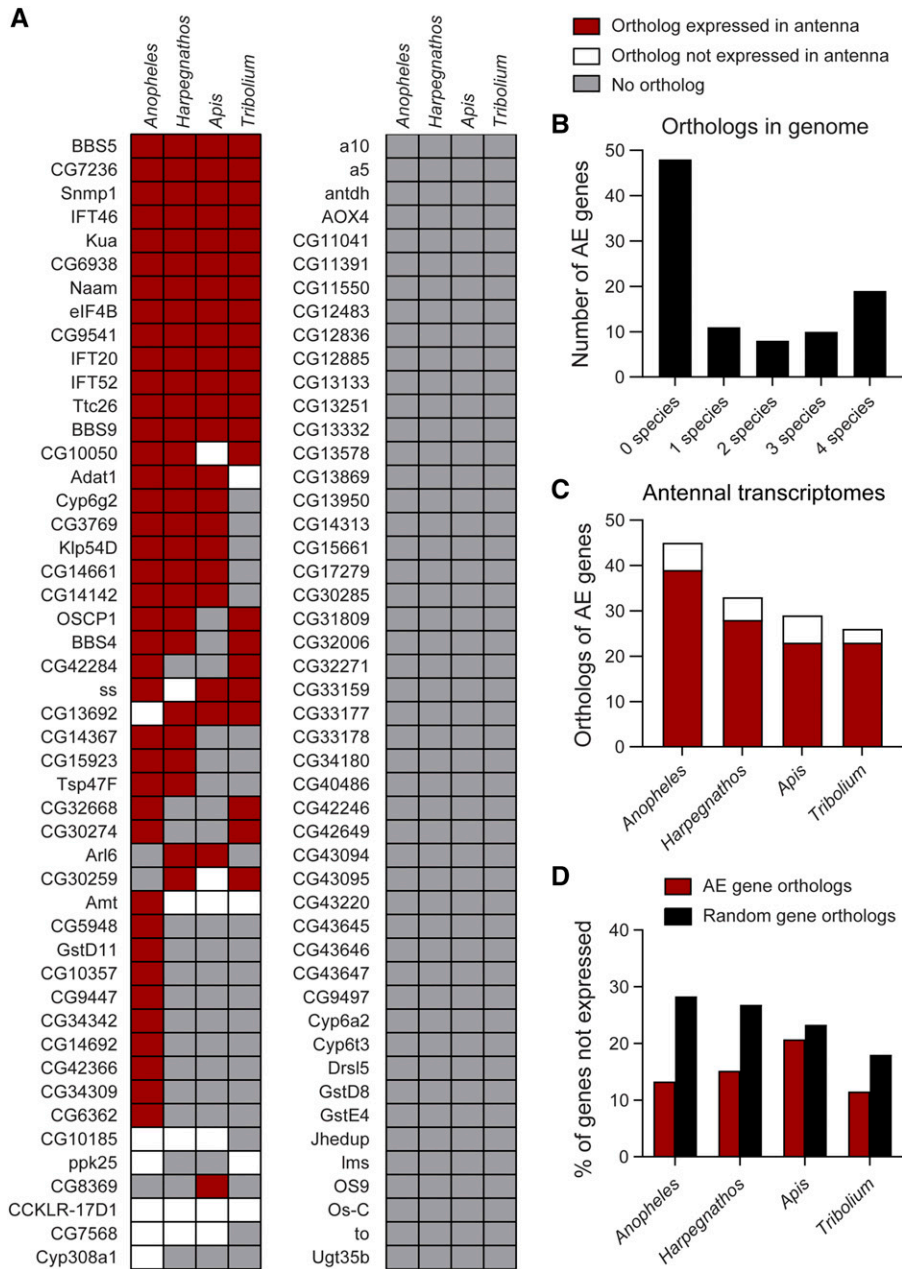 A
Anopheles
Harpegnathos
Apis
Tribolium
BBS5
CG7236
Snmp1
IFT46
Kua
CG6938
Naam
eIF4B
CG9541
IFT20
IFT52
Ttc26
BBS9
CG10050
Adat1
Cyp6g2
CG3769
Klp54D
CG14661
CG14142
OSCP1
BBS4
CG42284
ss
CG13692
CG14367
CG15923
Tsp47F
CG32668
CG30274
Arl6
CG30259
Amt
CG5948
GstD11
CG10357
CG9447
CG34342
CG14692
CG42366
CG34309
CG6362
CG10185
ppk25
CG8369
CCKLR-17D1
CG7568
Cyp308a1
Anopheles
Harpegnathos
Apis
Tribolium
a10
a5
antdh
AOX4
CG11041
CG11391
CG11550
CG12483
CG12836
CG12885
CG13133
CG13251
CG13332
CG13578
CG13869
CG13950
CG14313
CG15661
CG17279
CG30285
CG31809
CG32006
CG32271
CG33159
CG33177
CG33178
CG34180
CG40486
CG42246
CG42649
CG43094
CG43095
CG43220
CG43645
CG43646
CG43647
CG9497
Cyp6a2
Cyp6t3
Drsl5
GstD8
GstE4
Jhedup
lms
OS9
Os-C
to
Ugt35b
Ortholog expressed in antenna
Ortholog not expressed in antenna
No ortholog
B
Orthologs in genome
Number of AE genes
50
40
30
20
10
0
0 species
1 species
2 species
3 species
4 species
C
Antennal transcriptomes
Orthologs of AE genes
50
40
30
20
10
0
Anopheles
Harpegnathos
Apis
Tribolium
D
AE gene orthologs
Random gene orthologs
% of genes not expressed
40
30
20
10
0
Anopheles
Harpegnathos
Apis
Tribolium